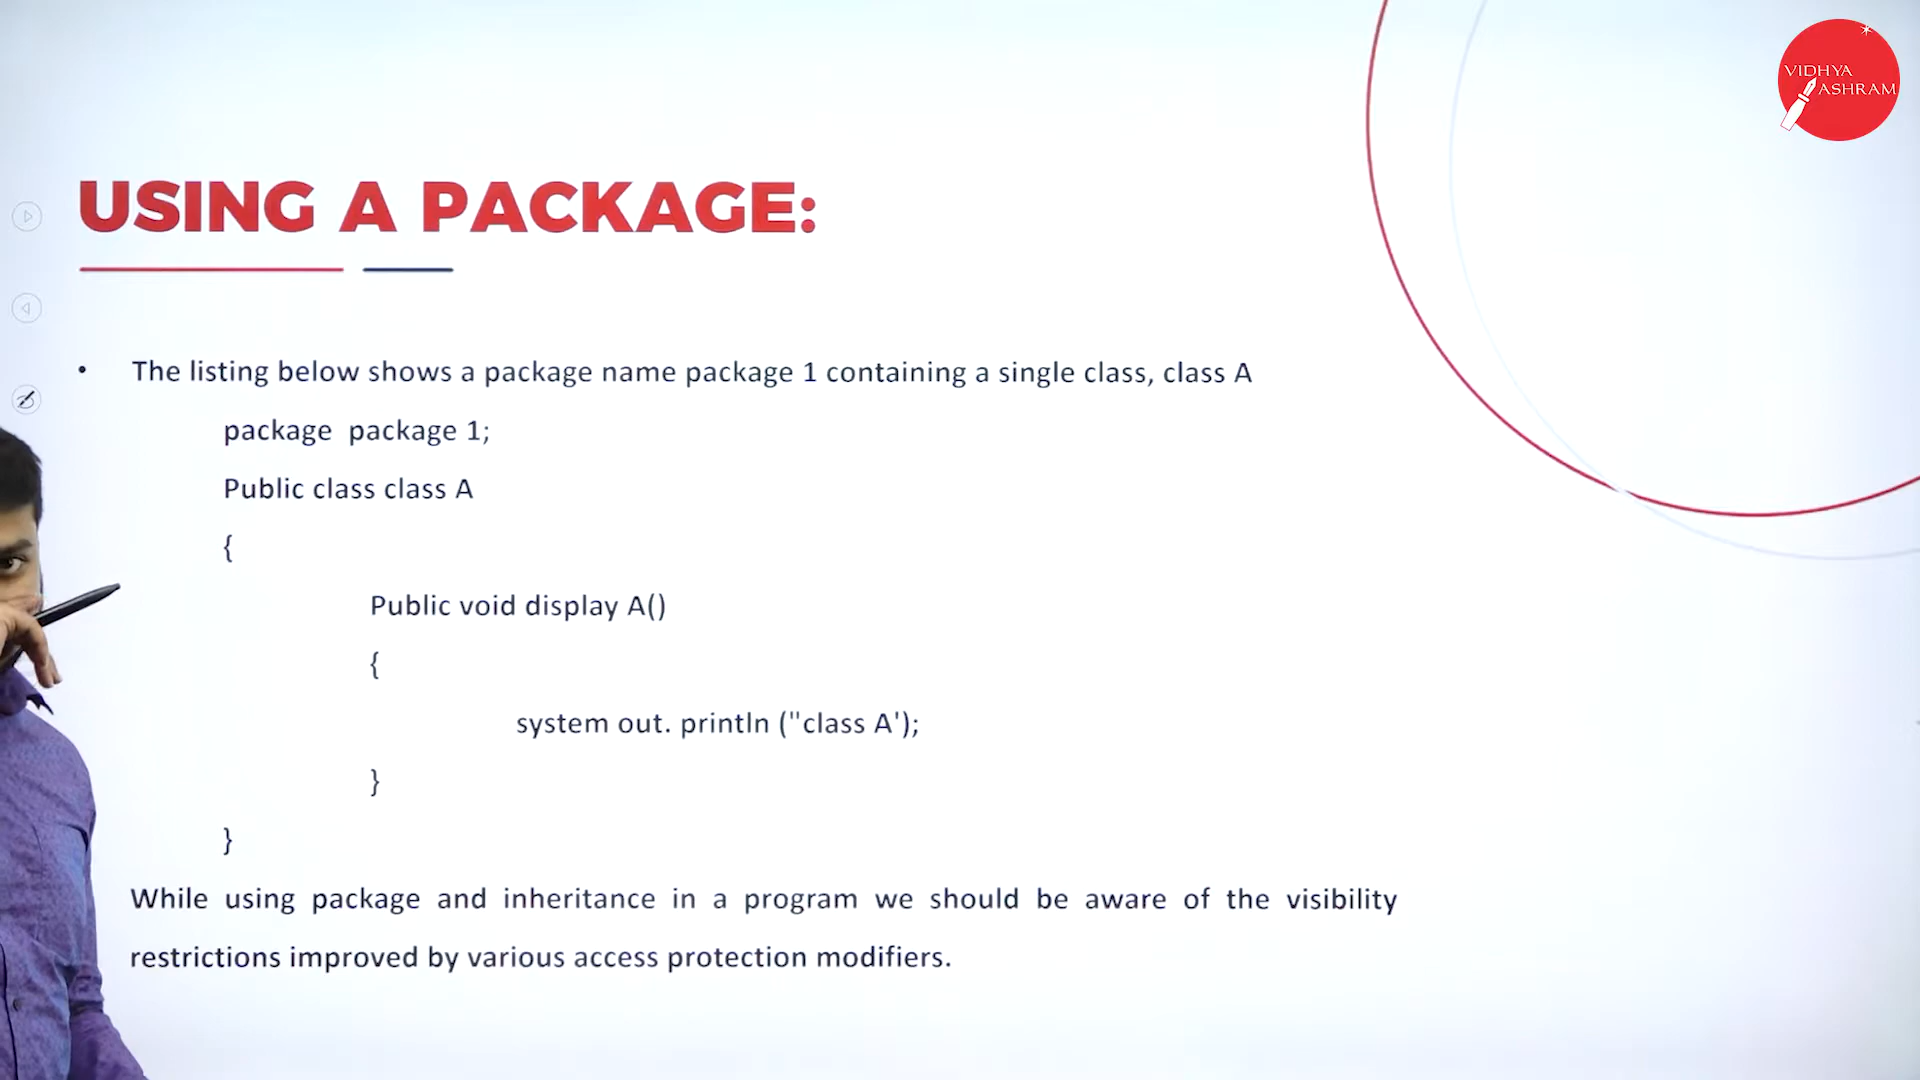 VIDHYA
ASHRAM
USING A PACKAGE:
• The listing below shows a package name package 1 containing a single class, class A
package package 1;
Public class class A
{
Public void display A()
{
system out. println ("class A');
}
}
While using package and inheritance in a program we should be aware of the visibility
restrictions improved by various access protection modifiers.